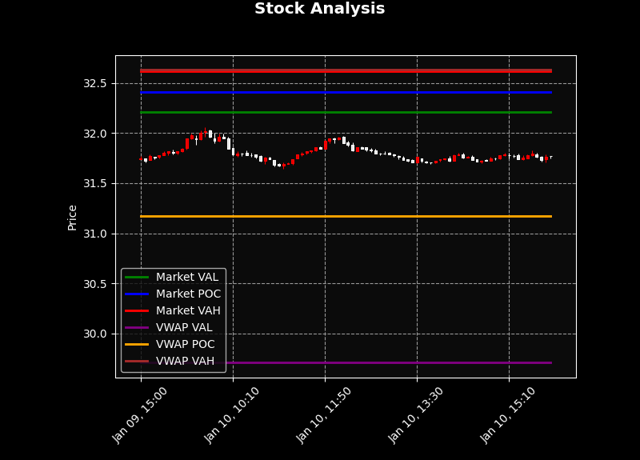 Stock Analysis
Price
32.5
32.0
31.5
31.0
30.5
30.0
Market VAL
Market POC
Market VAH
VWAP VAL
VWAP POC
VWAP VAH
Jan 09, 15:00
Jan 10, 10:10
Jan 10, 11:50
Jan 10, 13:30
Jan 10, 15:10